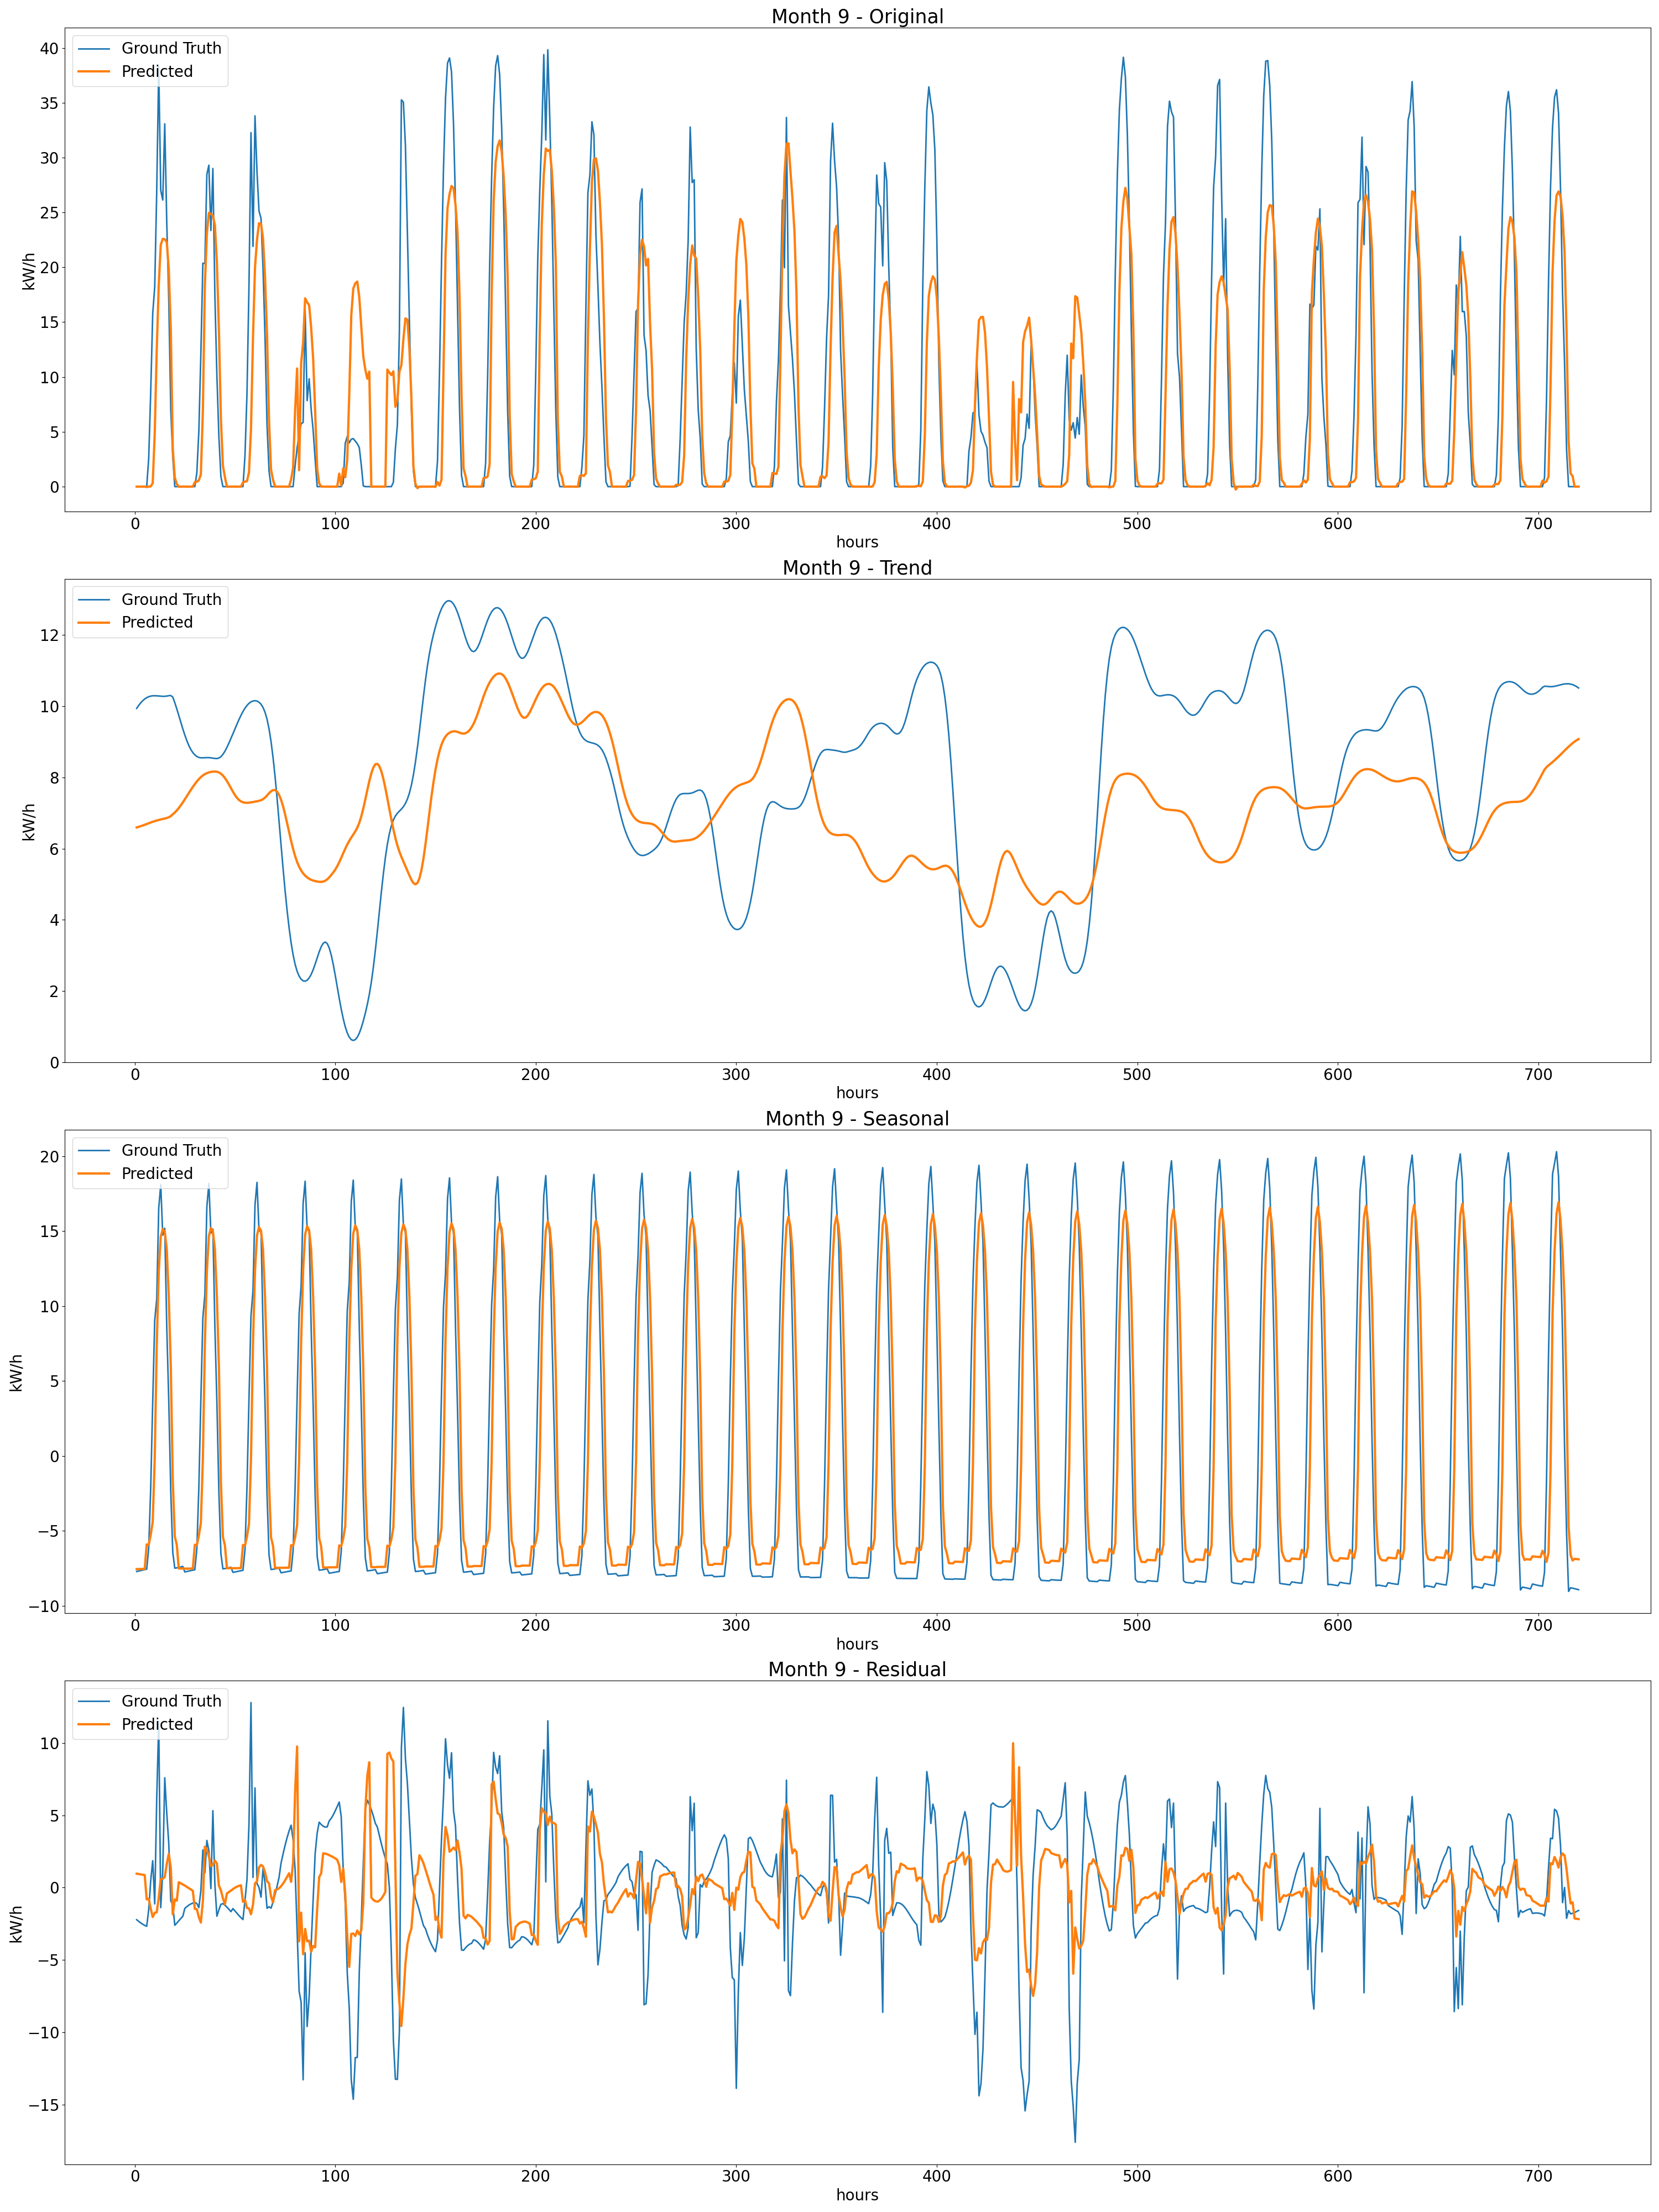 Month 9 - Original
Ground Truth
Predicted
40
35
30
25
20
15
10
5
0
kW/h
0 100 200 300 400 500 600 700
hours
Month 9 - Trend
Ground Truth
Predicted
12
10
8
6
4
2
0
kW/h
0 100 200 300 400 500 600 700
hours
Month 9 - Seasonal
Ground Truth
Predicted
20
15
10
5
0
−5
−10
kW/h
0 100 200 300 400 500 600 700
hours
Month 9 - Residual
Ground Truth
Predicted
10
5
0
−5
−10
−15
kW/h
0 100 200 300 400 500 600 700
hours